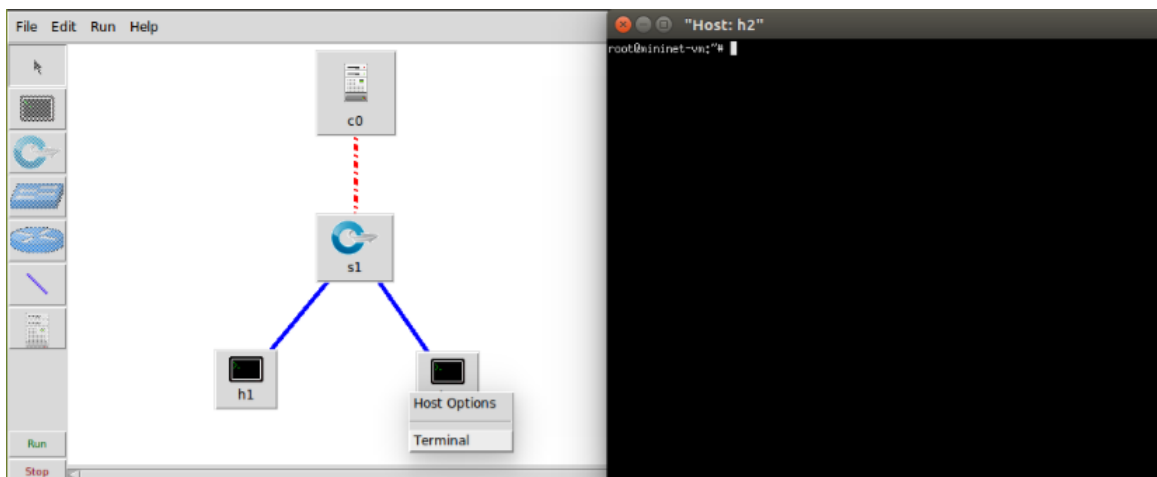 File Edit Run Help
c0
s1
h1
Host Options
Terminal
Run
Stop
"Host: h2"
root@mininet-vm:~#